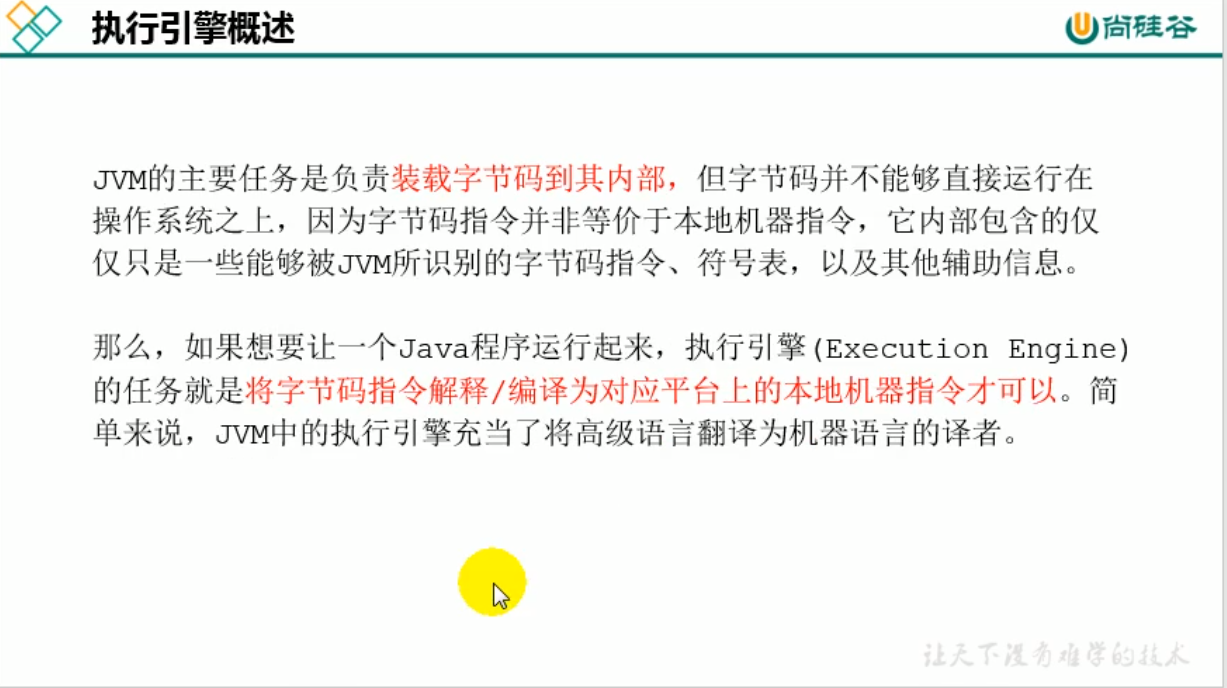 执行引擎概述
尚硅谷
JVM的主要任务是负责装载字节码到其内部，但字节码并不能够直接运行在
操作系统之上，因为字节码指令并非等价于本地机器指令，它内部包含的仅
仅只是一些能够被JVM所识别的字节码指令、符号表，以及其他辅助信息。
那么，如果想要让一个Java程序运行起来，执行引擎(Execution Engine)
的任务就是将字节码指令解释/编译为对应平台上的本地机器指令才可以。简
单来说，JVM中的执行引擎充当了将高级语言翻译为机器语言的译者。
让天下没有难学的技术